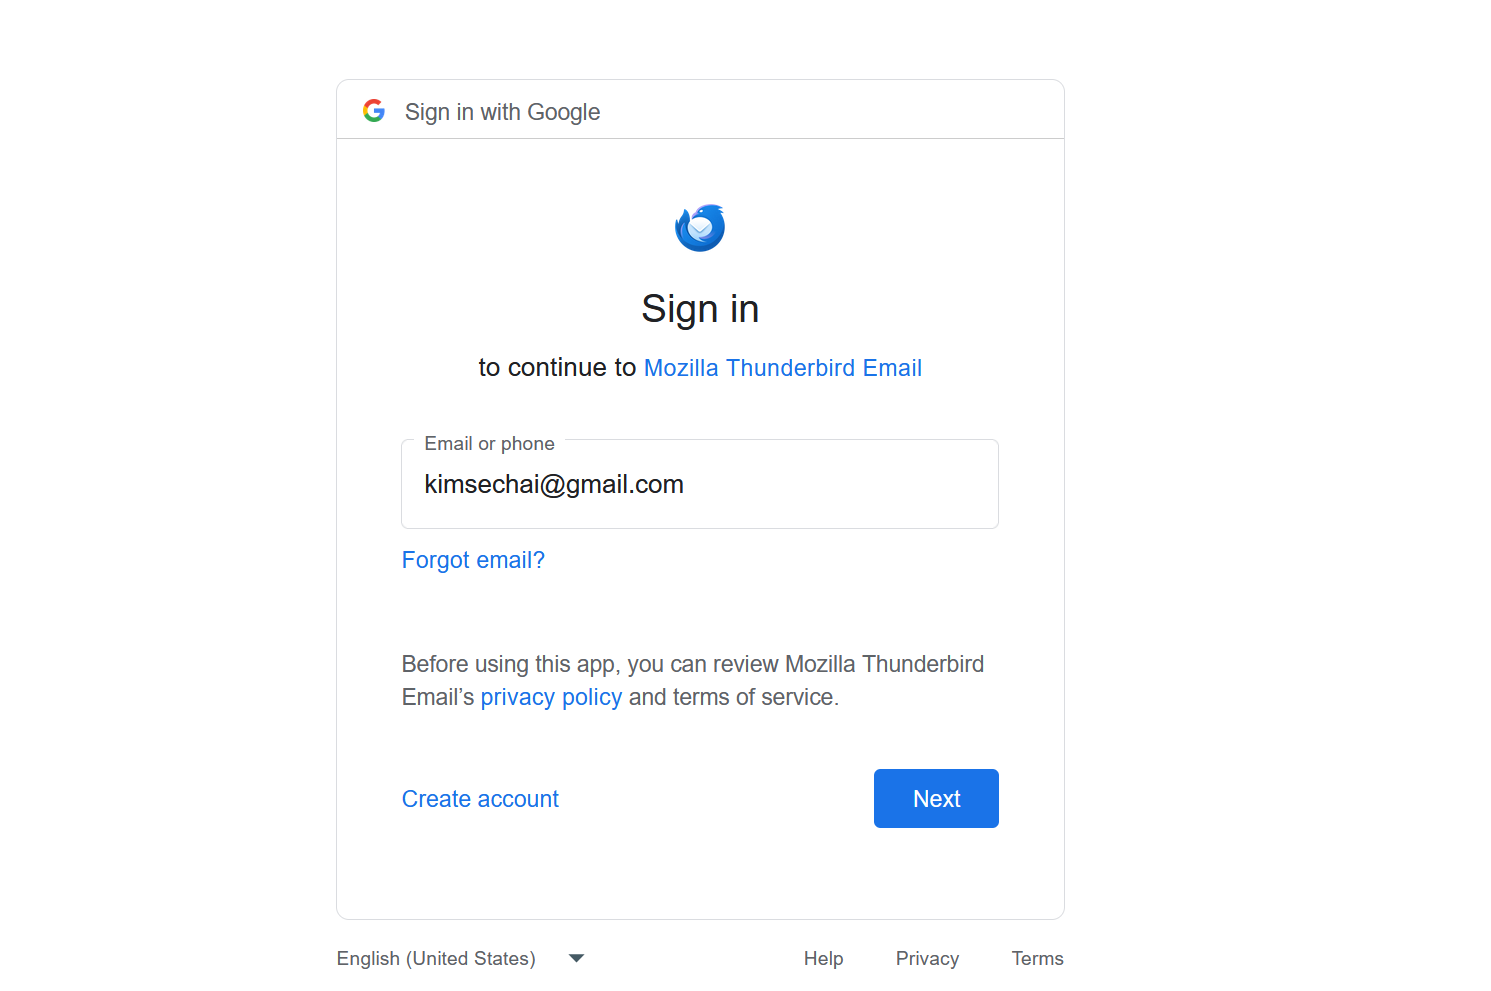 Sign in with Google
Sign in
to continue to Mozilla Thunderbird Email
Email or phone
kimsechai@gmail.com
Forgot email?
Before using this app, you can review Mozilla Thunderbird
Email’s privacy policy and terms of service.
Create account
Next
English (United States)
Help
Privacy
Terms